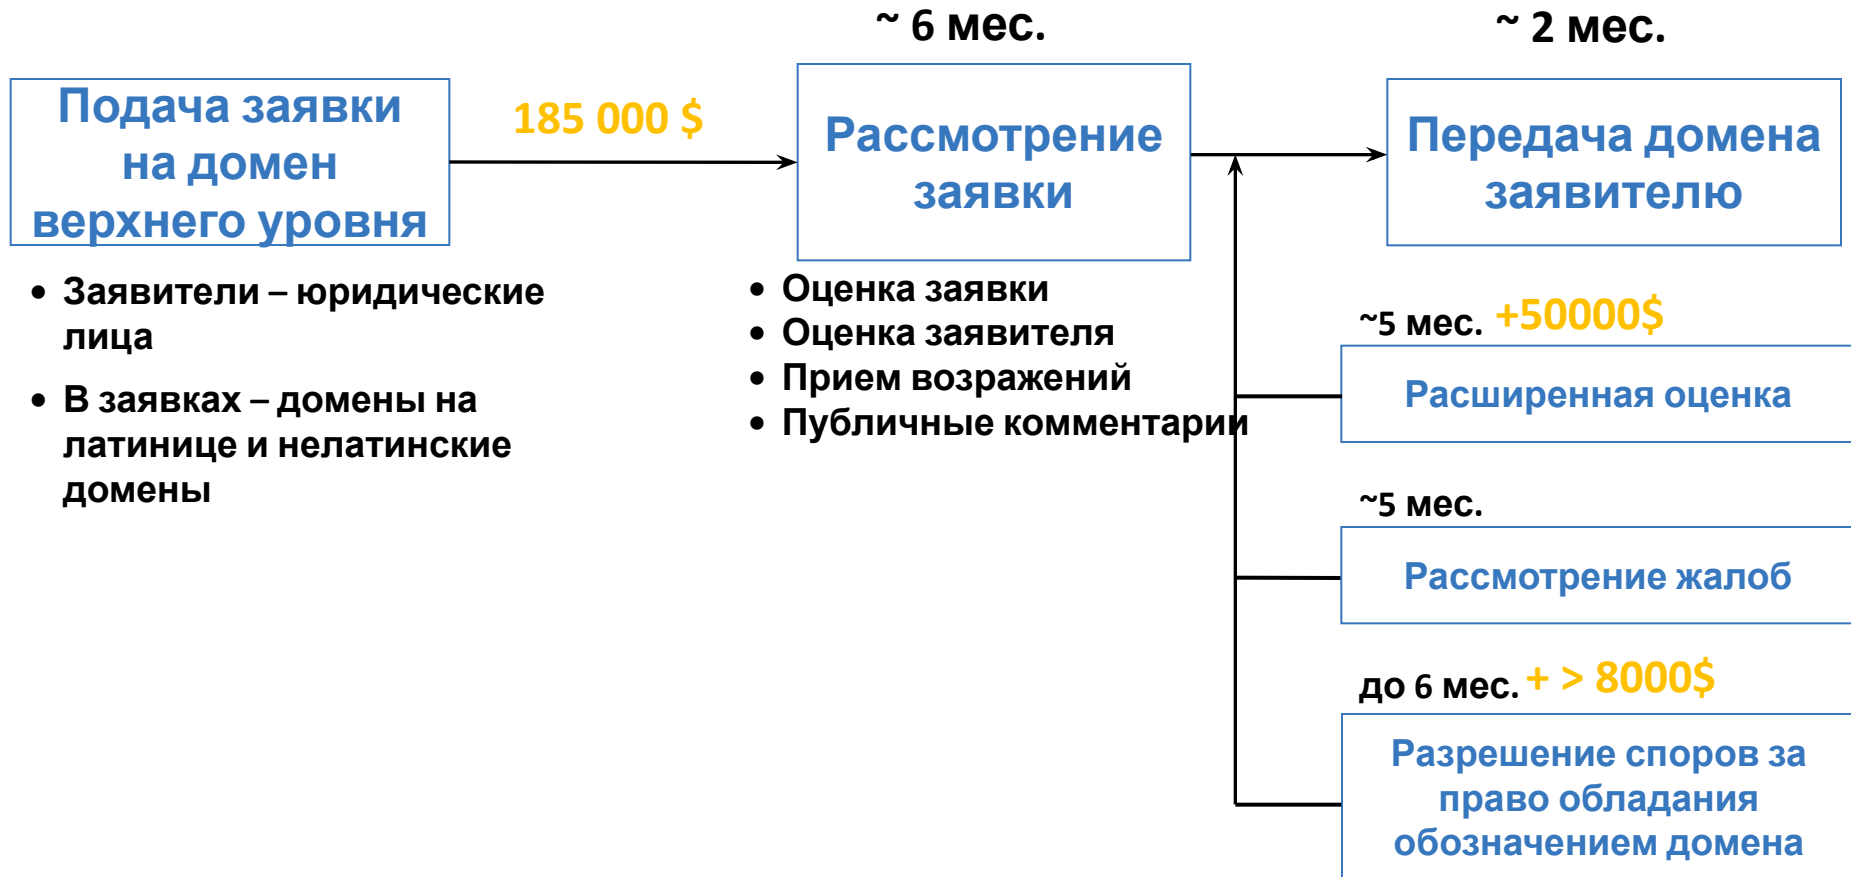 ~ 6 мес.
~ 2 мес.
Подача заявки
на домен
верхнего уровня
185 000 $
Рассмотрение
заявки
Передача домена
заявителю
• Заявители – юридические
лица
• В заявках – домены на
латинице и нелатинские
домены
• Оценка заявки
• Оценка заявителя
• Прием возражений
• Публичные комментарии
~5 мес. +50000$
Расширенная оценка
~5 мес.
Рассмотрение жалоб
до 6 мес. + > 8000$
Разрешение споров за
право обладания
обозначением домена